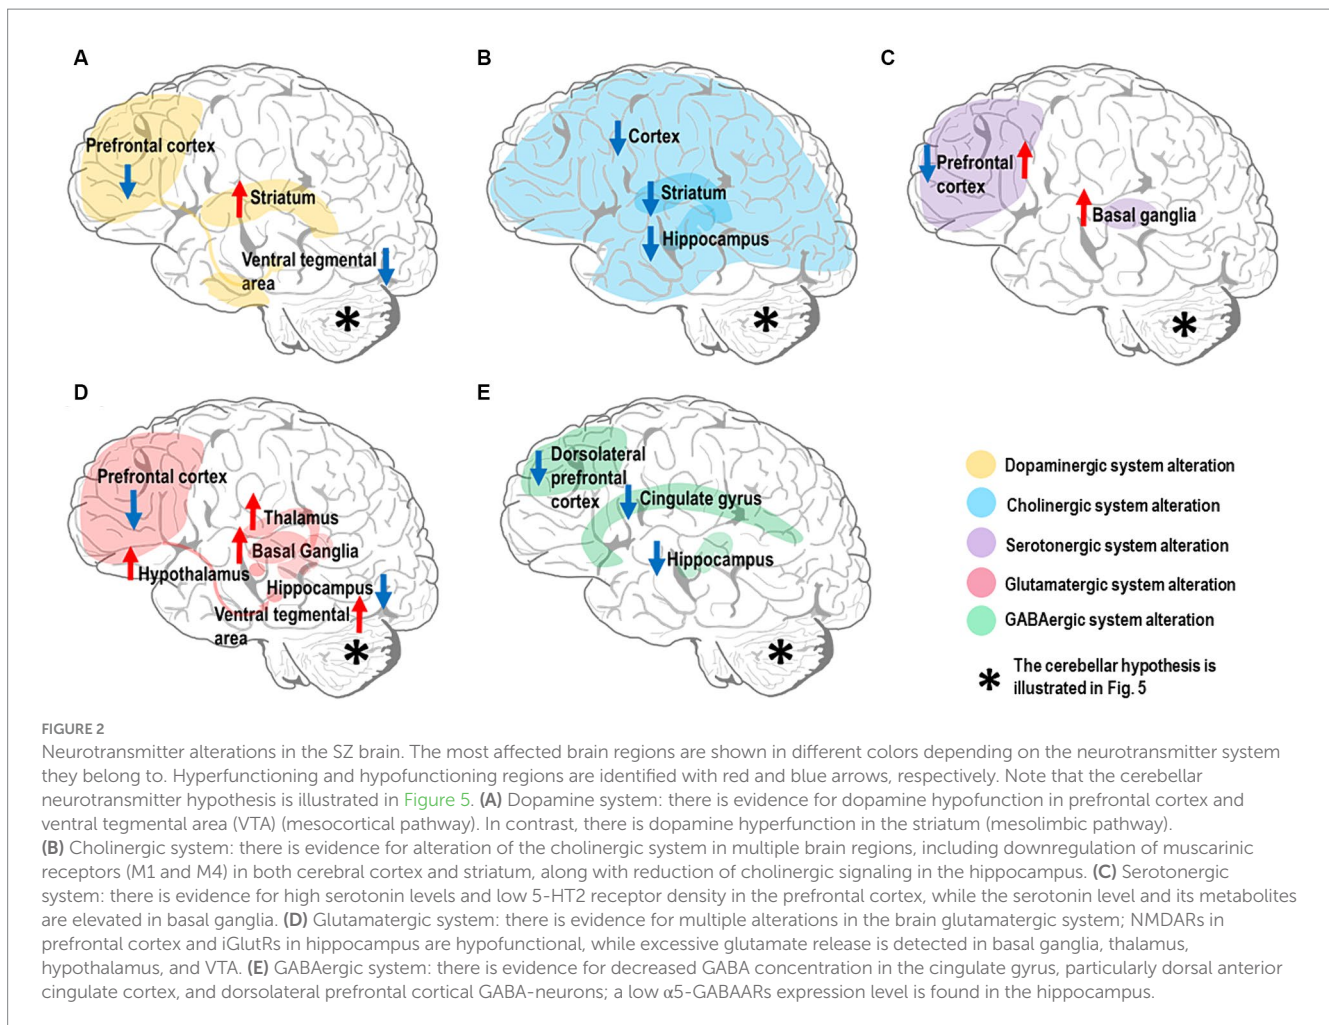 A
Prefrontal cortex
Striatum
Ventral tegmental
area
*
B
Cortex
Striatum
Hippocampus
*
C
Prefrontal
cortex
Basal ganglia
*
D
Prefrontal cortex
Thalamus
Basal Ganglia
Hypothalamus
Hippocampus
Ventral tegmental
area
*
E
Dorsolateral
prefrontal
cortex
Cingulate gyrus
Hippocampus
*
Dopaminergic system alteration
Cholinergic system alteration
Serotonergic system alteration
Glutamatergic system alteration
GABAergic system alteration
* The cerebellar hypothesis is
illustrated in Fig. 5
FIGURE 2
Neurotransmitter alterations in the SZ brain. The most affected brain regions are shown in different colors depending on the neurotransmitter system
they belong to. Hyperfunctioning and hypofunctioning regions are identified with red and blue arrows, respectively. Note that the cerebellar
neurotransmitter hypothesis is illustrated in Figure 5. (A) Dopamine system: there is evidence for dopamine hypofunction in prefrontal cortex and
ventral tegmental area (VTA) (mesocortical pathway). In contrast, there is dopamine hyperfunction in the striatum (mesolimbic pathway).
(B) Cholinergic system: there is evidence for alteration of the cholinergic system in multiple brain regions, including downregulation of muscarinic
receptors (M1 and M4) in both cerebral cortex and striatum, along with reduction of cholinergic signaling in the hippocampus. (C) Serotonergic
system: there is evidence for high serotonin levels and low 5-HT2 receptor density in the prefrontal cortex, while the serotonin level and its metabolites
are elevated in basal ganglia. (D) Glutamatergic system: there is evidence for multiple alterations in the brain glutamatergic system; NMDARs in
prefrontal cortex and iGlutRs in hippocampus are hypofunctional, while excessive glutamate release is detected in basal ganglia, thalamus,
hypothalamus, and VTA. (E) GABAergic system: there is evidence for decreased GABA concentration in the cingulate gyrus, particularly dorsal anterior
cingulate cortex, and dorsolateral prefrontal cortical GABA-neurons; a low α5-GABAARs expression level is found in the hippocampus.